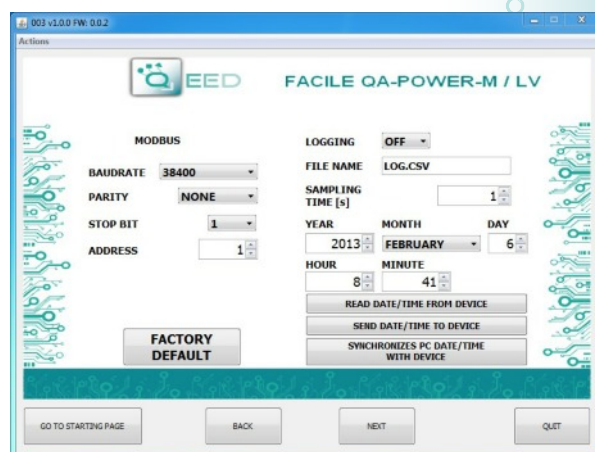 003 v1.0.0 FW: 0.0.2
Actions
QEED
FACILE QA-POWER-M / LV
MODBUS
BAUDRATE 38400
PARITY NONE
STOP BIT 1
ADDRESS 1
FACTORY
DEFAULT
LOGGING OFF
FILE NAME LOG.CSV
SAMPLING
TIME [s] 1
YEAR MONTH DAY
2013 FEBRUARY 6
HOUR MINUTE
8 41
READ DATE/TIME FROM DEVICE
SEND DATE/TIME TO DEVICE
SYNCHRONIZES PC DATE/TIME
WITH DEVICE
GO TO STARTING PAGE BACK NEXT QUIT